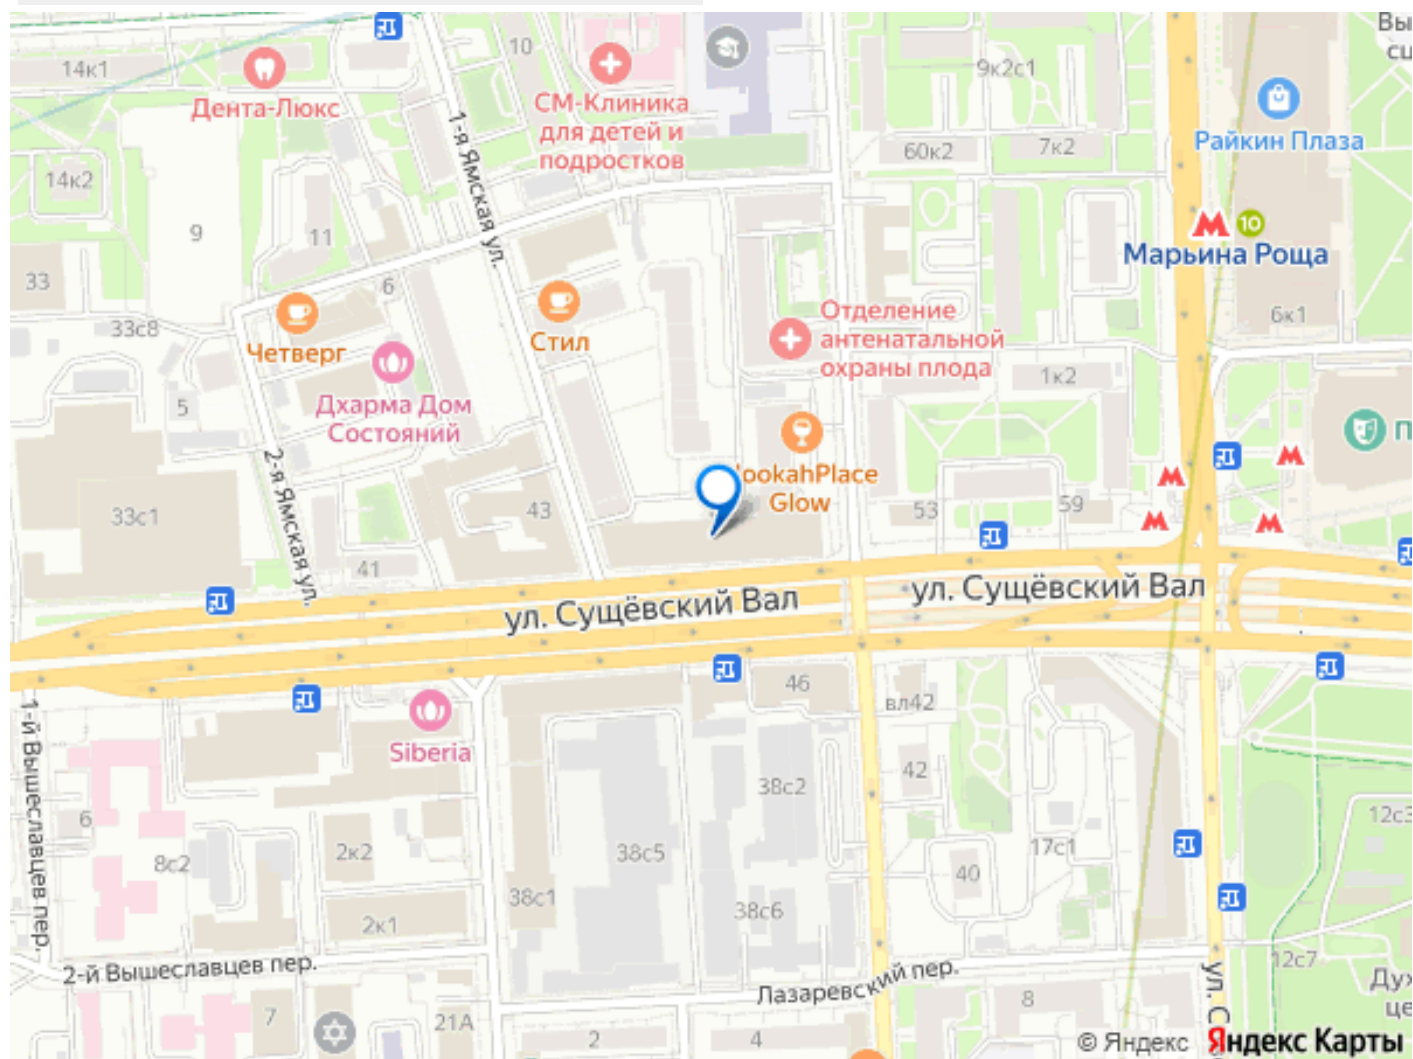 14к1
Дента-Люкс
10
СМ-Клиника
для детей и
подростков
9к2с1
Вы
сц
Райкин Плаза
1-я Ямская ул.
60к2
7к2
14к2
9
11
10
Марьина Роща
33
6
33с8
Четверг
Стил
Отделение
антенатальной
охраны плода
6к1
1к2
5
Дхарма Дом
Состояний
П
2-я Ямская ул.
ookahPlace
Glow
33с1
43
53
59
41
ул. Сущёвский Вал
ул. Сущёвский Вал
46
вл42
1-й Вышеславцев пер.
Siberia
42
38с2
6
8с2
2к2
38с5
17с1
12с3
40
38с1
38с6
2к1
2-й Вышеславцев пер.
Лазаревский пер.
12с7
ул. С
Дух
це
7
21А
2
4
8
© Яндекс Яндекс Карты